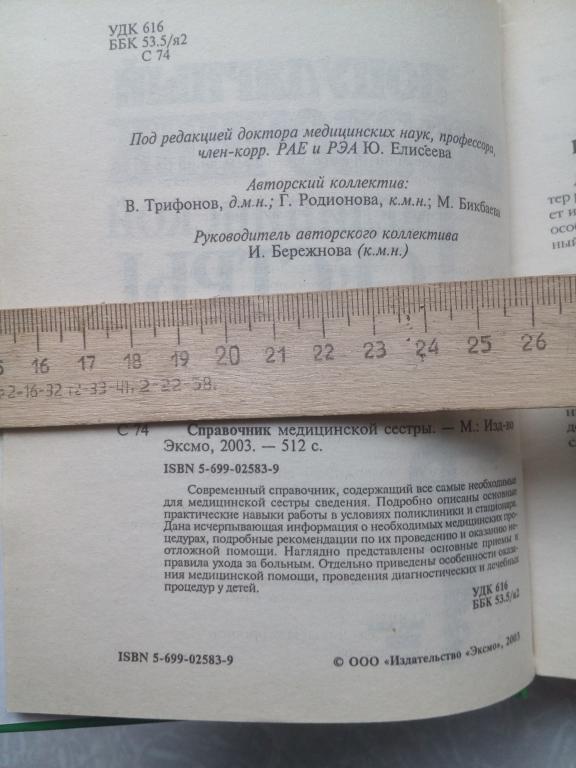 УДК 616
ББК 53.5/я2
С 74
Под редакцией доктора медицинских наук, профессора,
член-корр. РАЕ и РЭА Ю. Елисеева
Авторский коллектив:
В. Трифонов, д.м.н.; Г. Родионова, к.м.н.; М. Бикбаева
Руководитель авторского коллектива
И. Бережнова (к.м.н.)
16 17 18 19 20 21 22 23 24 25 26
С 74 Справочник медицинской сестры. — М.: Изд-во
Эксмо, 2003. — 512 с.
ISBN 5-699-02583-9
Современный справочник, содержащий все самые необходимые
для медицинской сестры сведения. Подробно описаны основные
практические навыки работы в условиях поликлиники и стационара.
Дана исчерпывающая информация о необходимых медицинских про-
цедурах, подробные рекомендации по их проведению и оказанию не-
отложной помощи. Наглядно представлены основные приемы и
правила ухода за больным. Отдельно приведены особенности оказа-
ния медицинской помощи, проведения диагностических и лечебных
процедур у детей.
УДК 616
ББК 53.5/я2
ISBN 5-699-02583-9
© ООО «Издательство «Эксмо», 2003
тер
ет и
особ
ный